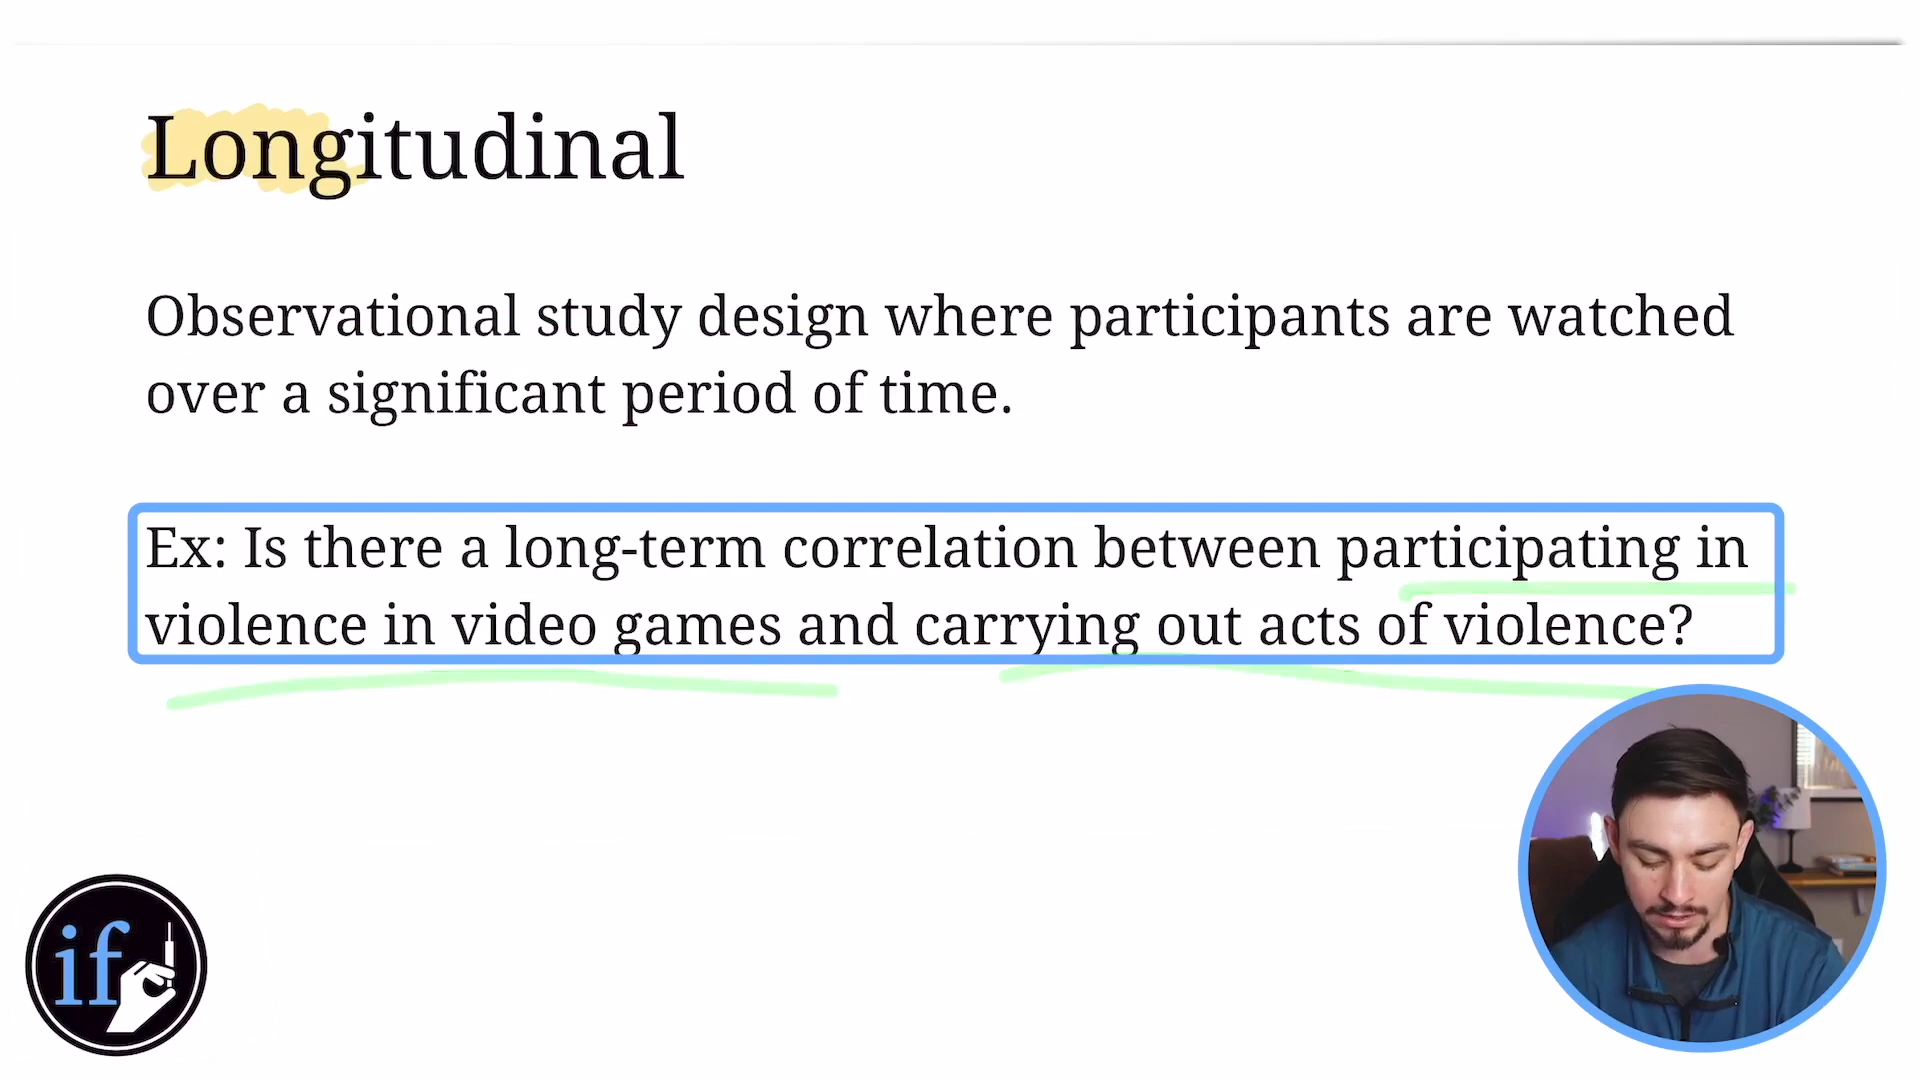 Longitudinal
Observational study design where participants are watched
over a significant period of time.
Ex: Is there a long-term correlation between participating in
violence in video games and carrying out acts of violence?
if